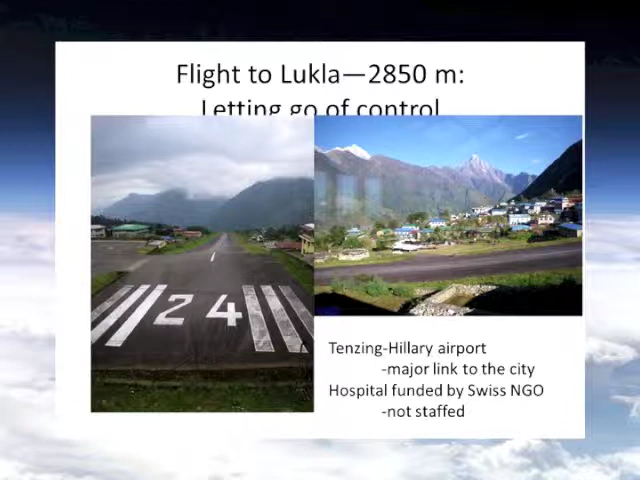 Flight to Lukla—2850 m:
Letting go of control
24
Tenzing-Hillary airport
-major link to the city
Hospital funded by Swiss NGO
-not staffed